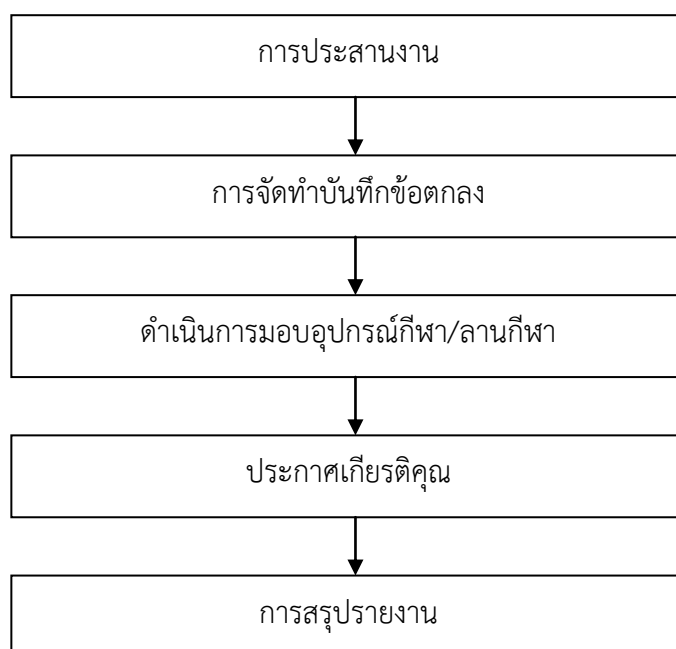 การประสานงาน
การจัดทำบันทึกข้อตกลง
ดำเนินการมอบอุปกรณ์กีฬา/ลานกีฬา
ประกาศเกียรติคุณ
การสรุปรายงาน